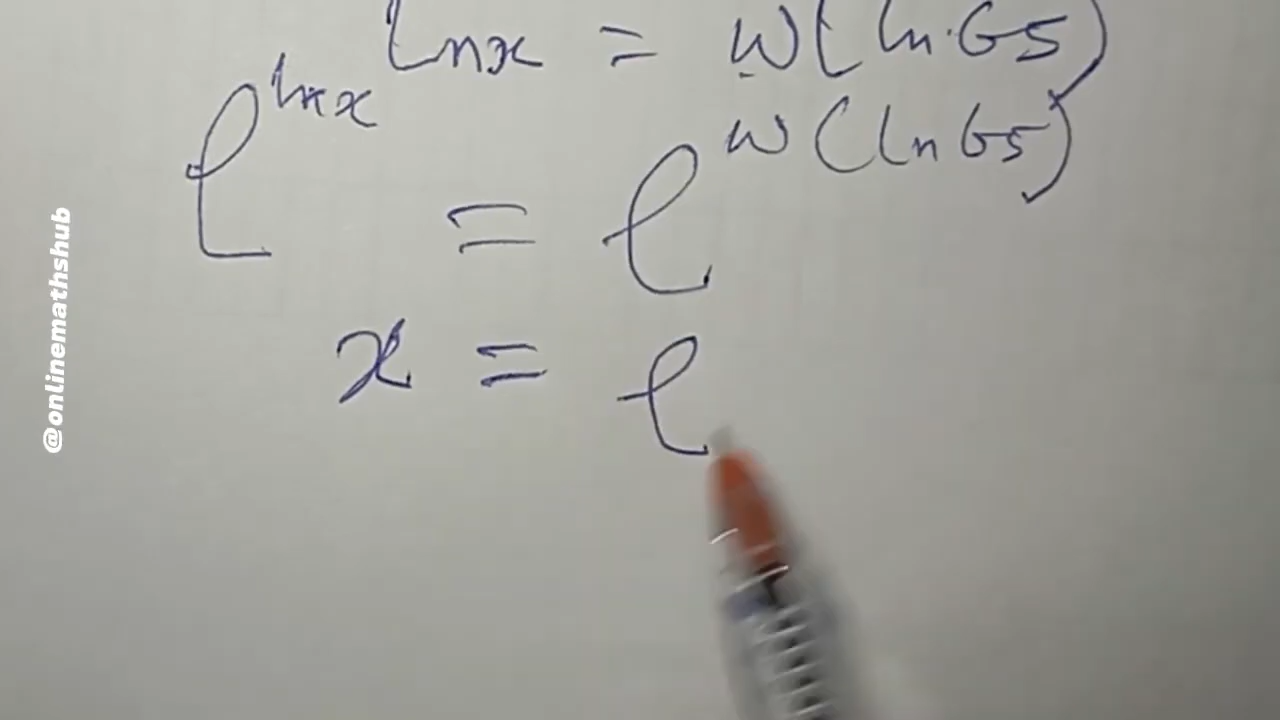 lnx = W(ln.65)
e^lnx = e^W(ln 65)
x = e
@onlinemathshub